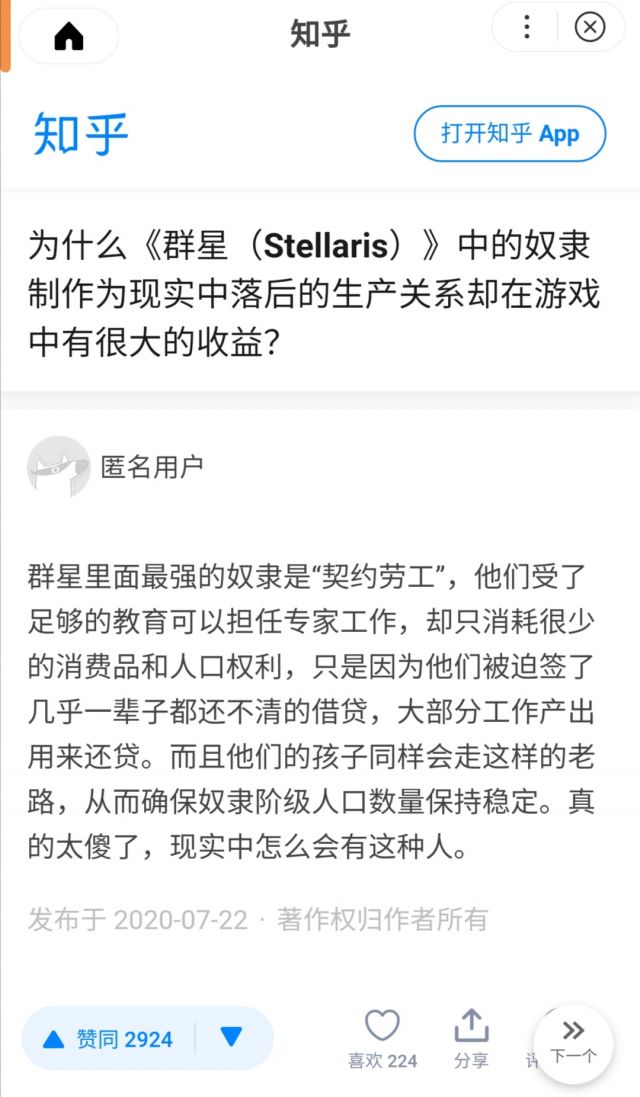 知乎
知乎
打开知乎 App
为什么《群星（Stellaris）》中的奴隶
制作为现实中落后的生产关系却在游戏
中有很大的收益？
匿名用户
群星里面最强的奴隶是“契约劳工”，他们受了
足够的教育可以担任专家工作，却只消耗很少
的消费品和人口权利，只是因为他们被迫签了
几乎一辈子都还不清的借贷，大部分工作产出
用来还贷。而且他们的孩子同样会走这样的老
路，从而确保奴隶阶级人口数量保持稳定。真
的太傻了，现实中怎么会有这种人。
发布于 2020-07-22 · 著作权归作者所有
赞同 2924
喜欢 224
分享
评
下一个